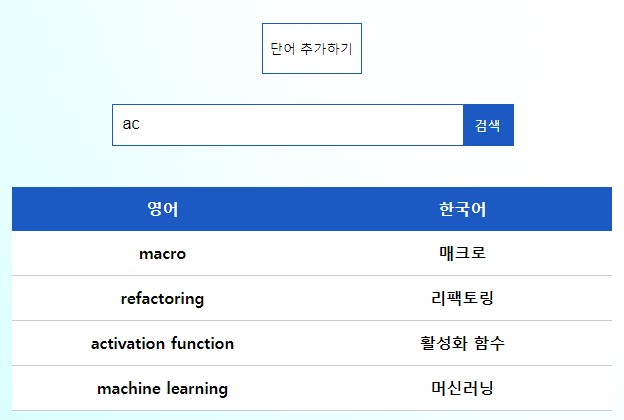 단어 추가하기
ac 검색
영어 한국어
macro 매크로
refactoring 리팩토링
activation function 활성화 함수
machine learning 머신러닝